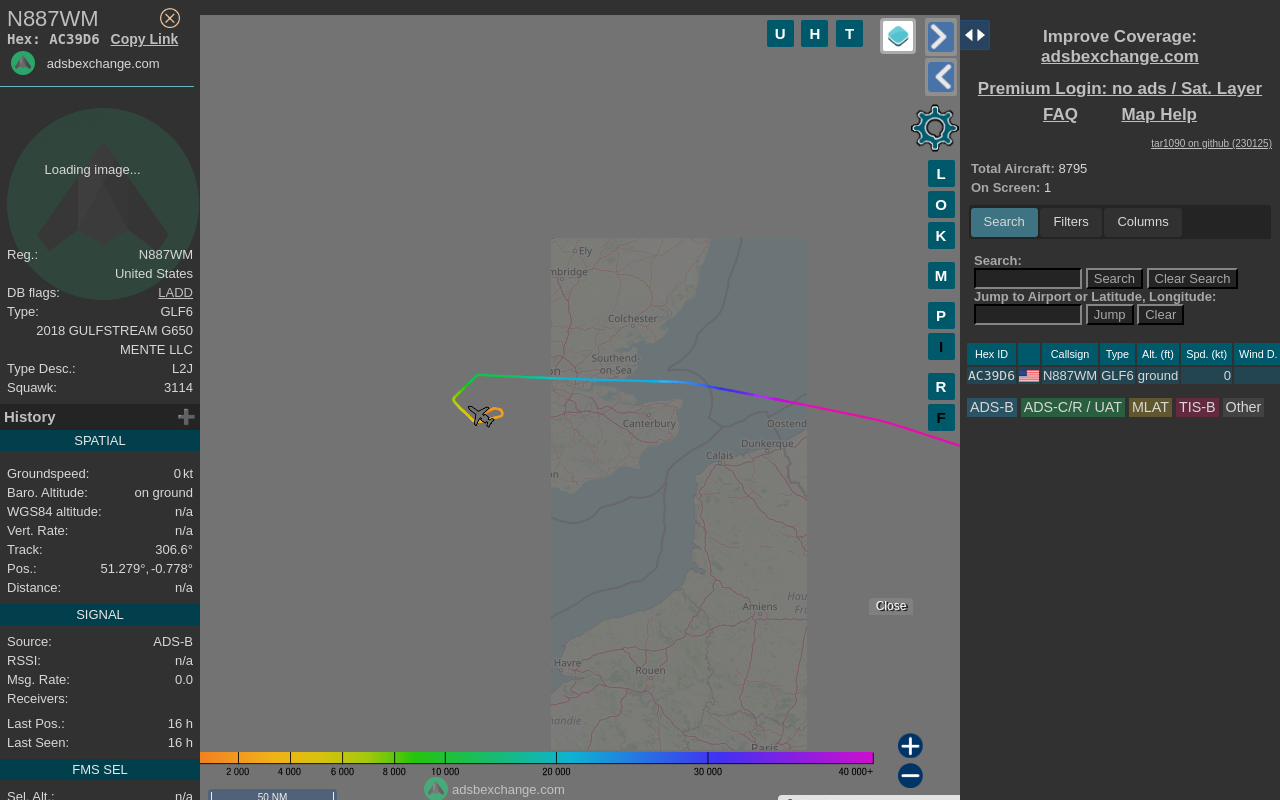 N887WM
Hex: AC39D6 Copy Link
adsbexchange.com
Loading image...
Reg.: N887WM
United States
DB flags: LADD
Type: GLF6
2018 GULFSTREAM G650
MENTE LLC
Type Desc.: L2J
Squawk: 3114
History
SPATIAL
Groundspeed: 0 kt
Baro. Altitude: on ground
WGS84 altitude: n/a
Vert. Rate: n/a
Track: 306.6°
Pos.: 51.279°, -0.778°
Distance: n/a
SIGNAL
Source: ADS-B
RSSI: n/a
Msg. Rate: 0.0
Receivers:
Last Pos.: 16 h
Last Seen: 16 h
FMS SEL
Sel. Alt.: n/a
U H T
L
O
K
M
P
I
R
F
Ely
mbridge
Colchester
Southend
on-Sea
on
Canterbury
Oostend
Dunkerque
Calais
on
Amiens
Hau
Fr
Close
Havre
Rouen
mandie
Paris
2 000 4 000 6 000 8 000 10 000 20 000 30 000 40 000+
adsbexchange.com
50 NM
Improve Coverage:
adsbexchange.com
Premium Login: no ads / Sat. Layer
FAQ Map Help
tar1090 on github (230125)
Total Aircraft: 8795
On Screen: 1
Search Filters Columns
Search:
Search Clear Search
Jump to Airport or Latitude, Longitude:
Jump Clear
Hex ID Callsign Type Alt. (ft) Spd. (kt) Wind D.
AC39D6 N887WM GLF6 ground 0
ADS-B ADS-C/R / UAT MLAT TIS-B Other